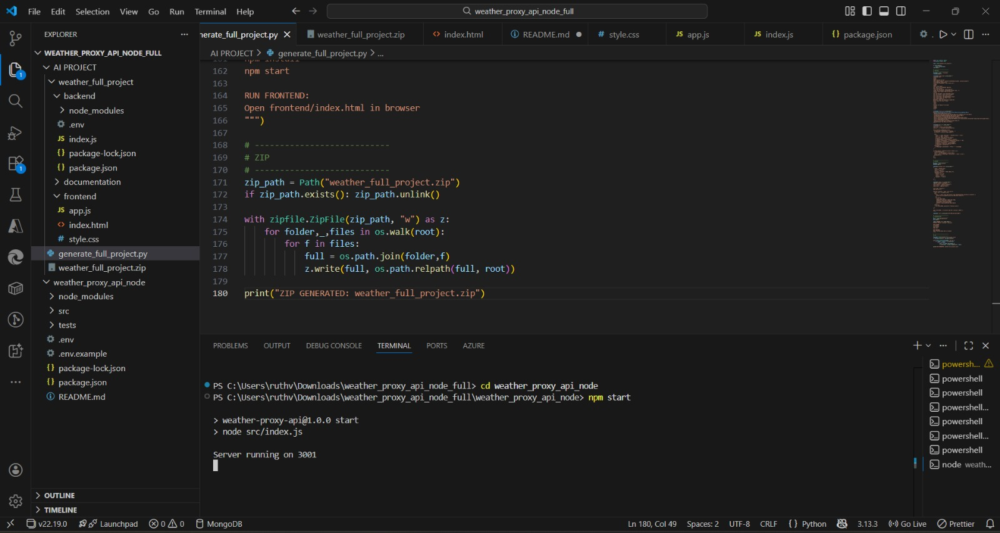 File Edit Selection View Go Run Terminal Help
weather_proxy_api_node_full
EXPLORER
nerate_full_project.py
weather_full_project.zip
index.html
README.md
style.css
JS app.js
JS index.js
{} package.json
WEATHER_PROXY_API_NODE_FULL
AI PROJECT
weather_full_project
backend
node_modules
.env
JS index.js
{} package-lock.json
{} package.json
documentation
frontend
JS app.js
<> index.html
# style.css
generate_full_project.py
weather_full_project.zip
weather_proxy_api_node
node_modules
src
tests
.env
.env.example
{} package-lock.json
{} package.json
README.md
OUTLINE
TIMELINE
AI PROJECT > generate_full_project.py > ...
161 npm install
162 npm start
163
164 RUN FRONTEND:
165 Open frontend/index.html in browser
166 """)
167
168 # ---------------------------
169 # ZIP
170 # ---------------------------
171 zip_path = Path("weather_full_project.zip")
172 if zip_path.exists(): zip_path.unlink()
173
174 with zipfile.ZipFile(zip_path, "w") as z:
175 for folder,_,files in os.walk(root):
176 for f in files:
177 full = os.path.join(folder,f)
178 z.write(full, os.path.relpath(full, root))
179
180 print("ZIP GENERATED: weather_full_project.zip")
PROBLEMS OUTPUT DEBUG CONSOLE TERMINAL PORTS AZURE
PS C:\Users\ruthv\Downloads\weather_proxy_api_node_full> cd weather_proxy_api_node
PS C:\Users\ruthv\Downloads\weather_proxy_api_node_full\weather_proxy_api_node> npm start
> weather-proxy-api@1.0.0 start
> node src/index.js
Server running on 3001
powersh...
powershell
powershell
powershell...
powershell
powershell...
powershell
node weath...
v22.19.0 Launchpad 0 0 MongoDB
Ln 180, Col 49 Spaces: 2 UTF-8 CRLF {} Python 3.13.3 Go Live Prettier